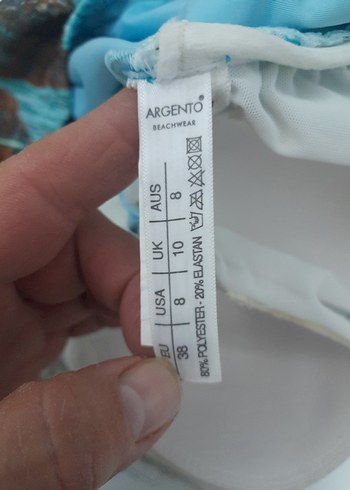 ARGENTO®
BEACHWEAR
AUS 8
UK 10
USA 8
EU 38
80% POLYESTER - 20% ELASTAN